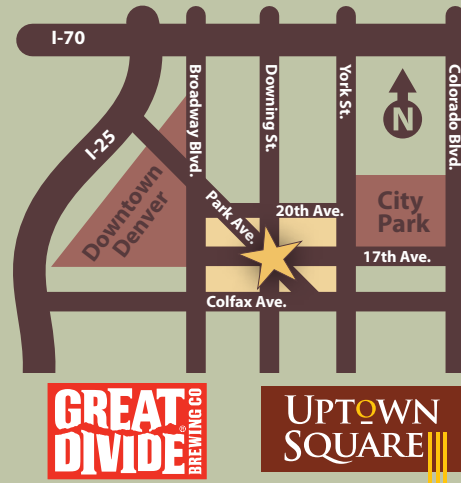 I-70
I-25
Broadway Blvd.
Downing St.
York St.
Colorado Blvd.
N
Downtown
Denver
Park Ave.
20th Ave.
City
Park
17th Ave.
Colfax Ave.
GREAT
DIVIDE®
BREWING CO
UPTOWN
SQUARE